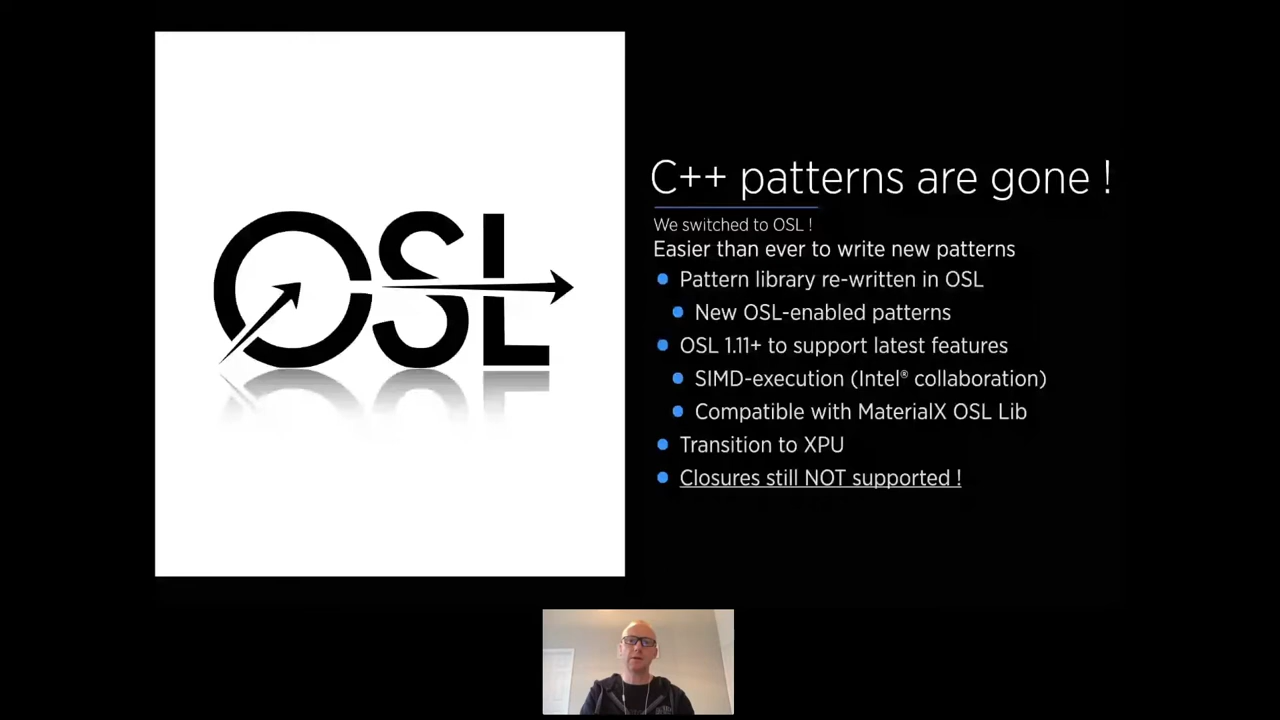 OSL
C++ patterns are gone !
We switched to OSL !
Easier than ever to write new patterns
Pattern library re-written in OSL
New OSL-enabled patterns
OSL 1.11+ to support latest features
SIMD-execution (Intel® collaboration)
Compatible with MaterialX OSL Lib
Transition to XPU
Closures still NOT supported !